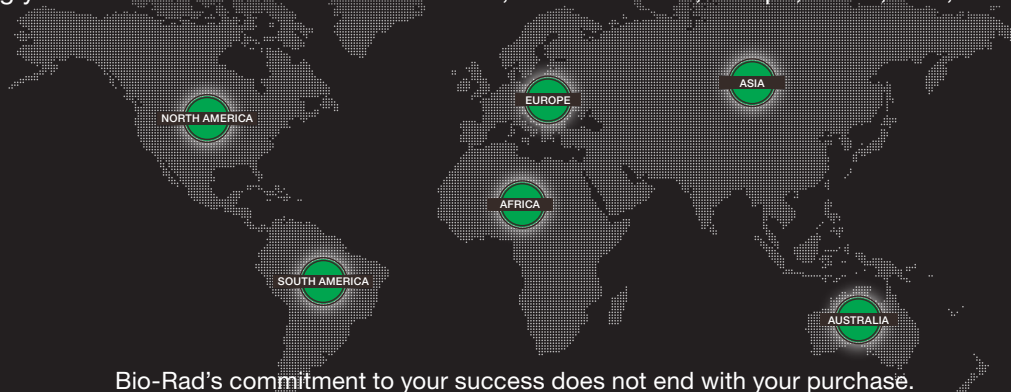 ASIA
EUROPE
NORTH AMERICA
AFRICA
SOUTH AMERICA
AUSTRALIA
Bio-Rad’s commitment to your success does not end with your purchase.